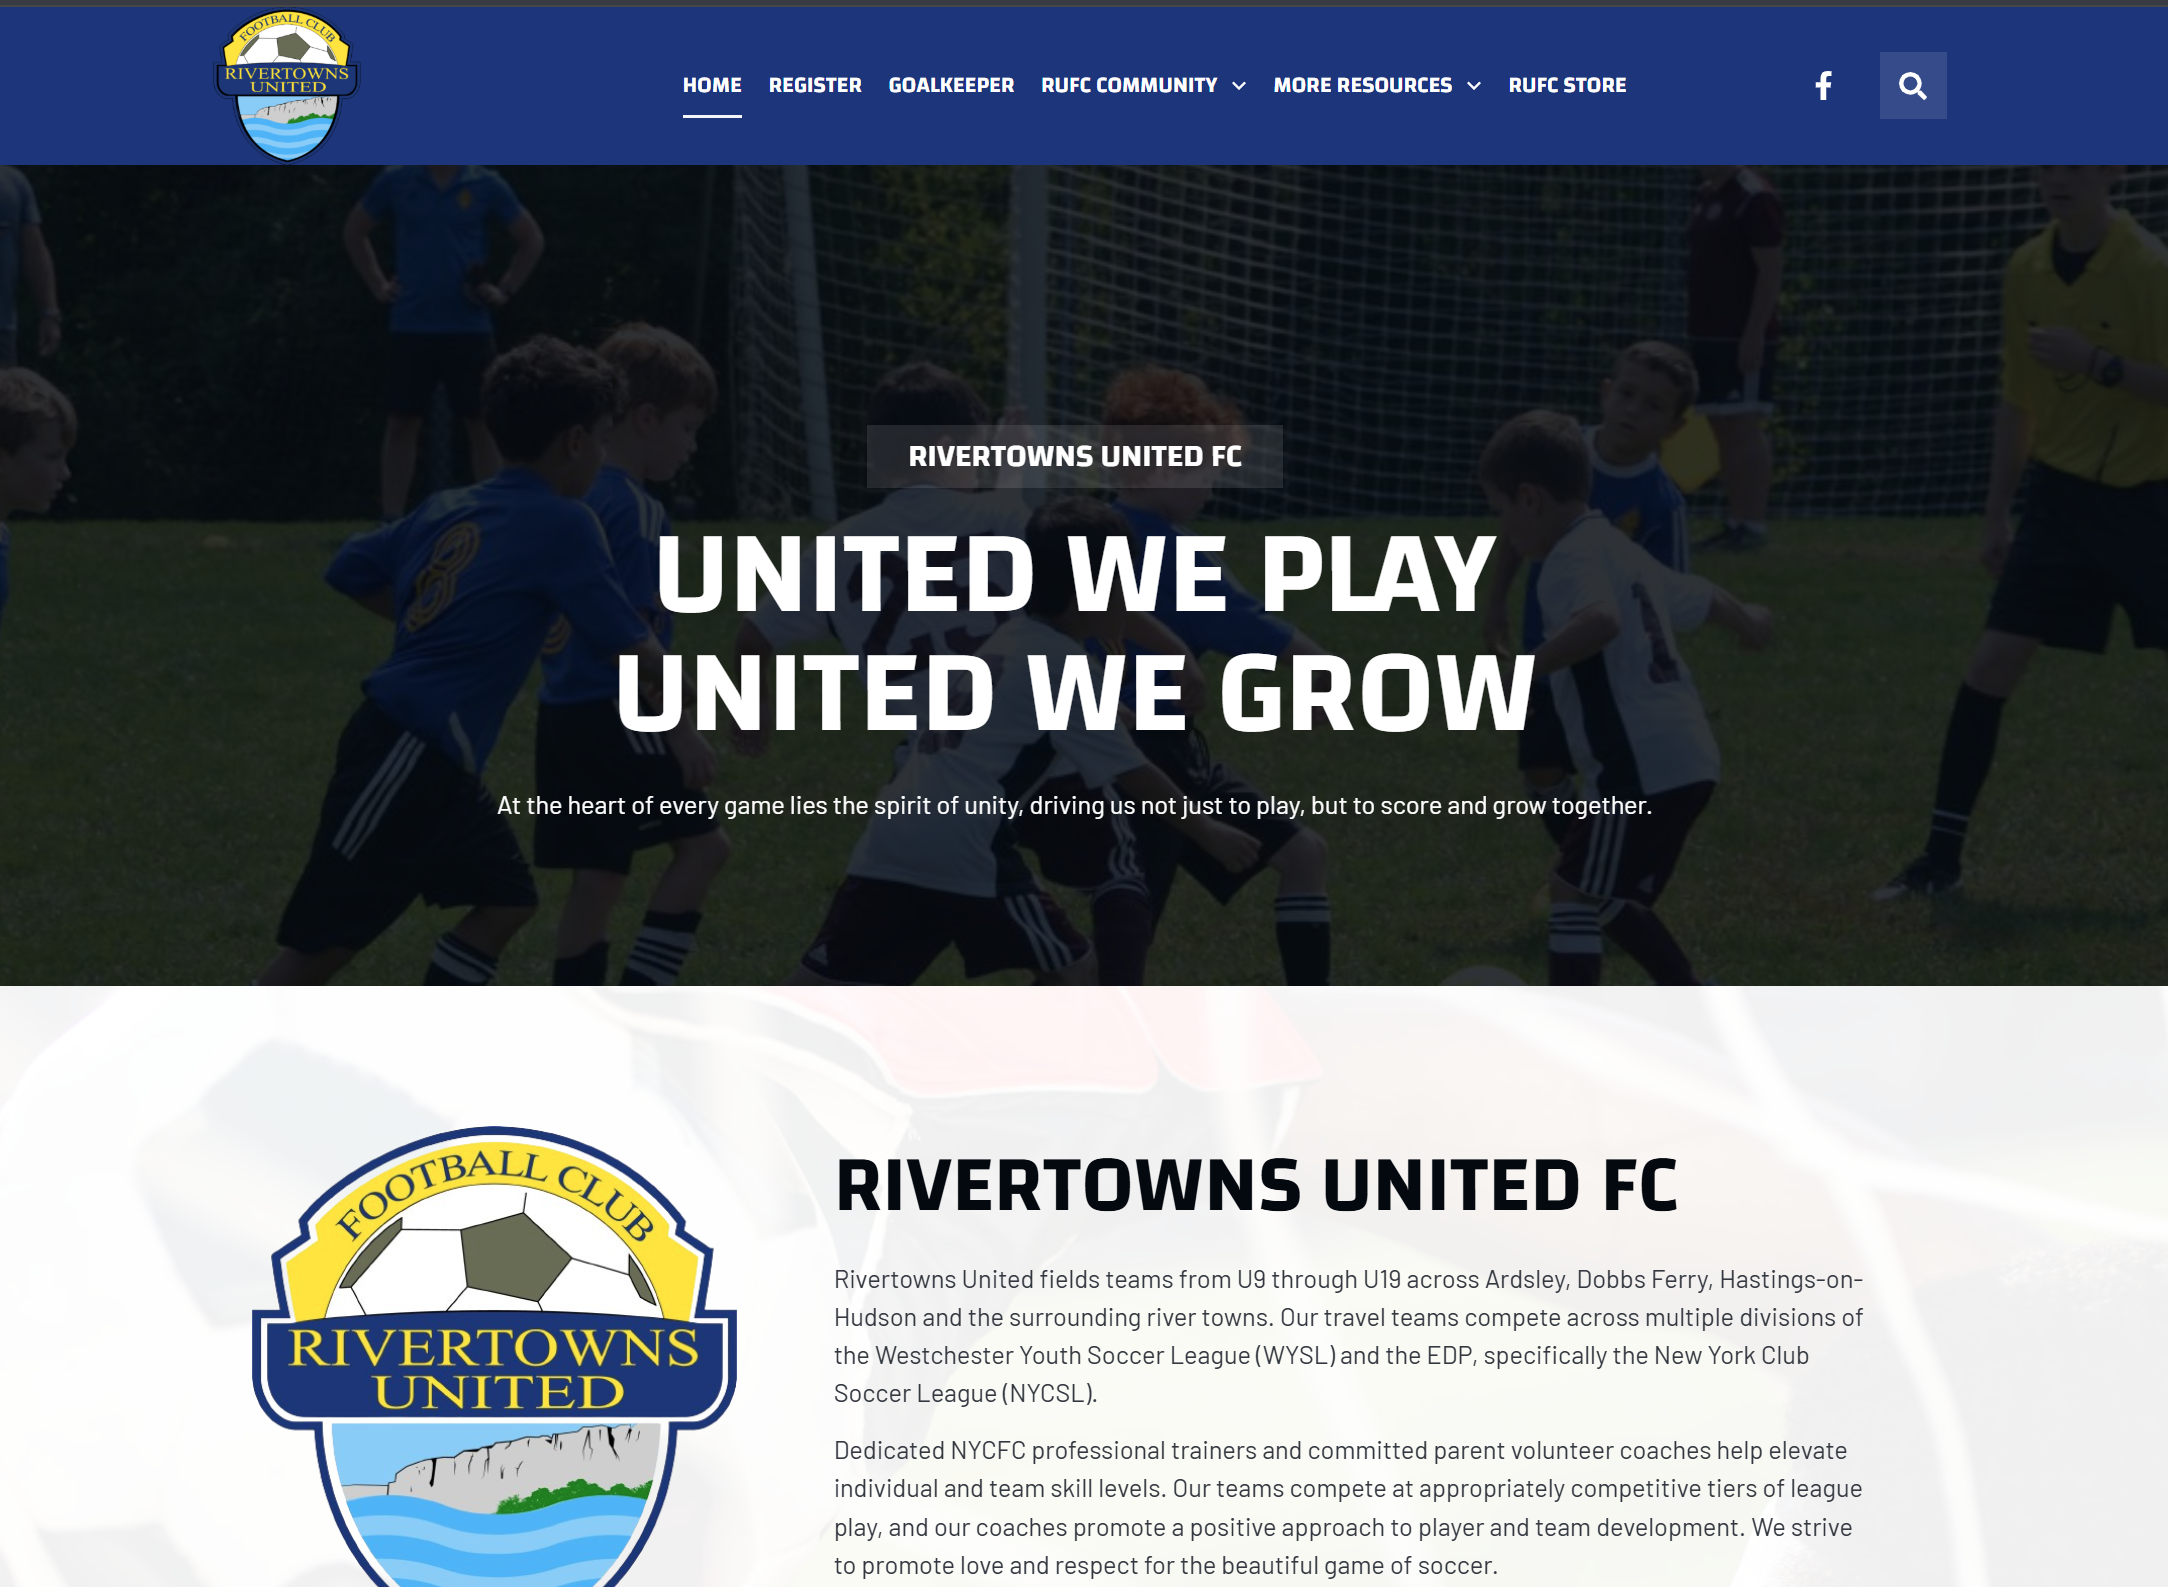 FOOTBALL CLUB
RIVERTOWNS
UNITED
HOME REGISTER GOALKEEPER RUFC COMMUNITY MORE RESOURCES RUFC STORE
8
RIVERTOWNS UNITED FC
UNITED WE PLAY
UNITED WE GROW
At the heart of every game lies the spirit of unity, driving us not just to play, but to score and grow together.
FOOTBALL CLUB
RIVERTOWNS
UNITED
RIVERTOWNS UNITED FC
Rivertowns United fields teams from U9 through U19 across Ardsley, Dobbs Ferry, Hastings-on-
Hudson and the surrounding river towns. Our travel teams compete across multiple divisions of
the Westchester Youth Soccer League (WYSL) and the EDP, specifically the New York Club
Soccer League (NYCSL).
Dedicated NYCFC professional trainers and committed parent volunteer coaches help elevate
individual and team skill levels. Our teams compete at appropriately competitive tiers of league
play, and our coaches promote a positive approach to player and team development. We strive
to promote love and respect for the beautiful game of soccer.